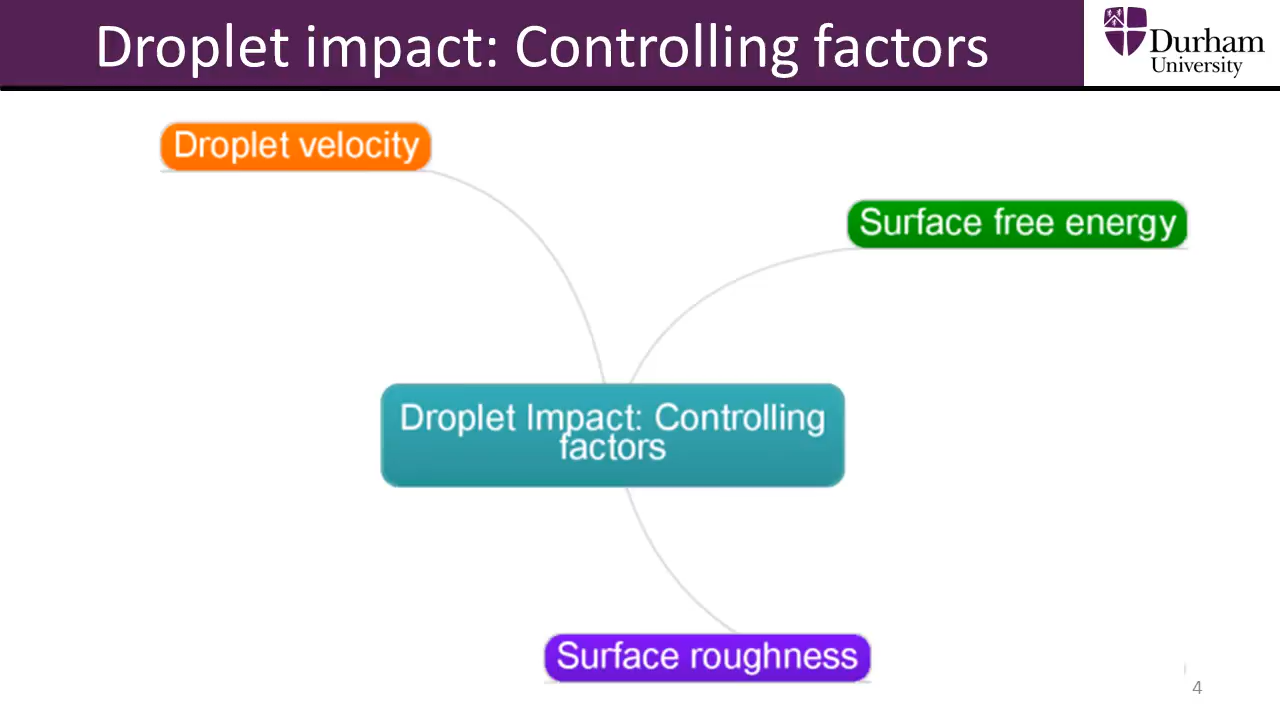 Droplet impact: Controlling factors
Durham
University
Droplet velocity
Surface free energy
Droplet Impact: Controlling
factors
Surface roughness
4